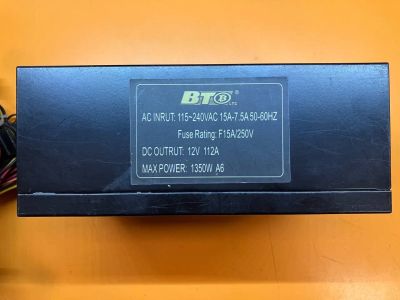 BTC LTD
AC INRUT: 115~240VAC 15A-7.5A 50-60HZ
Fuse Rating: F15A/250V
DC OUTRUT: 12V 112A
MAX POWER: 1350W A6